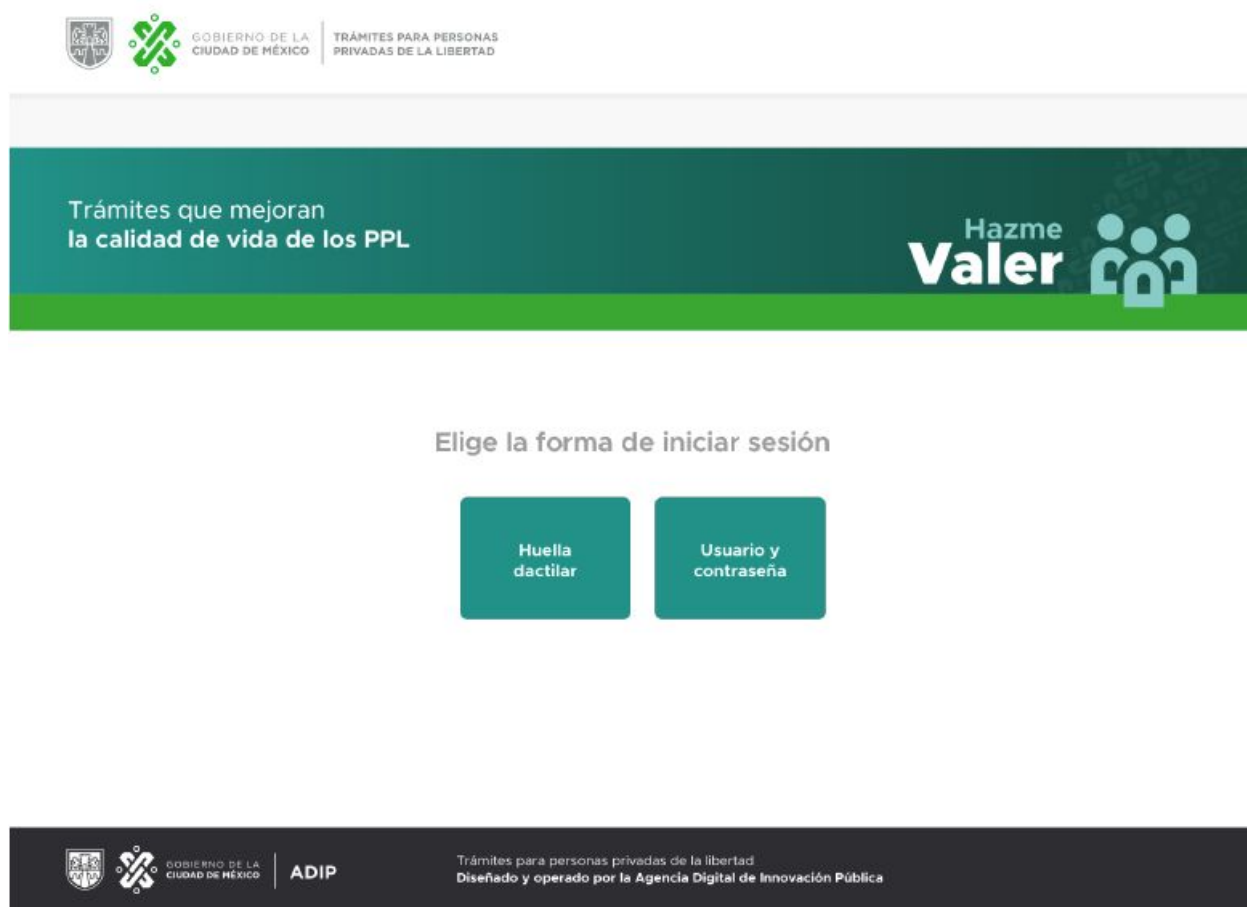 GOBIERNO DE LA
CIUDAD DE MÉXICO
TRÁMITES PARA PERSONAS
PRIVADAS DE LA LIBERTAD
Trámites que mejoran
la calidad de vida de los PPL
Hazme
Valer
Elige la forma de iniciar sesión
Huella
dactilar
Usuario y
contraseña
GOBIERNO DE LA
CIUDAD DE MÉXICO
ADIP
Trámites para personas privadas de la libertad
Diseñado y operado por la Agencia Digital de Innovación Pública